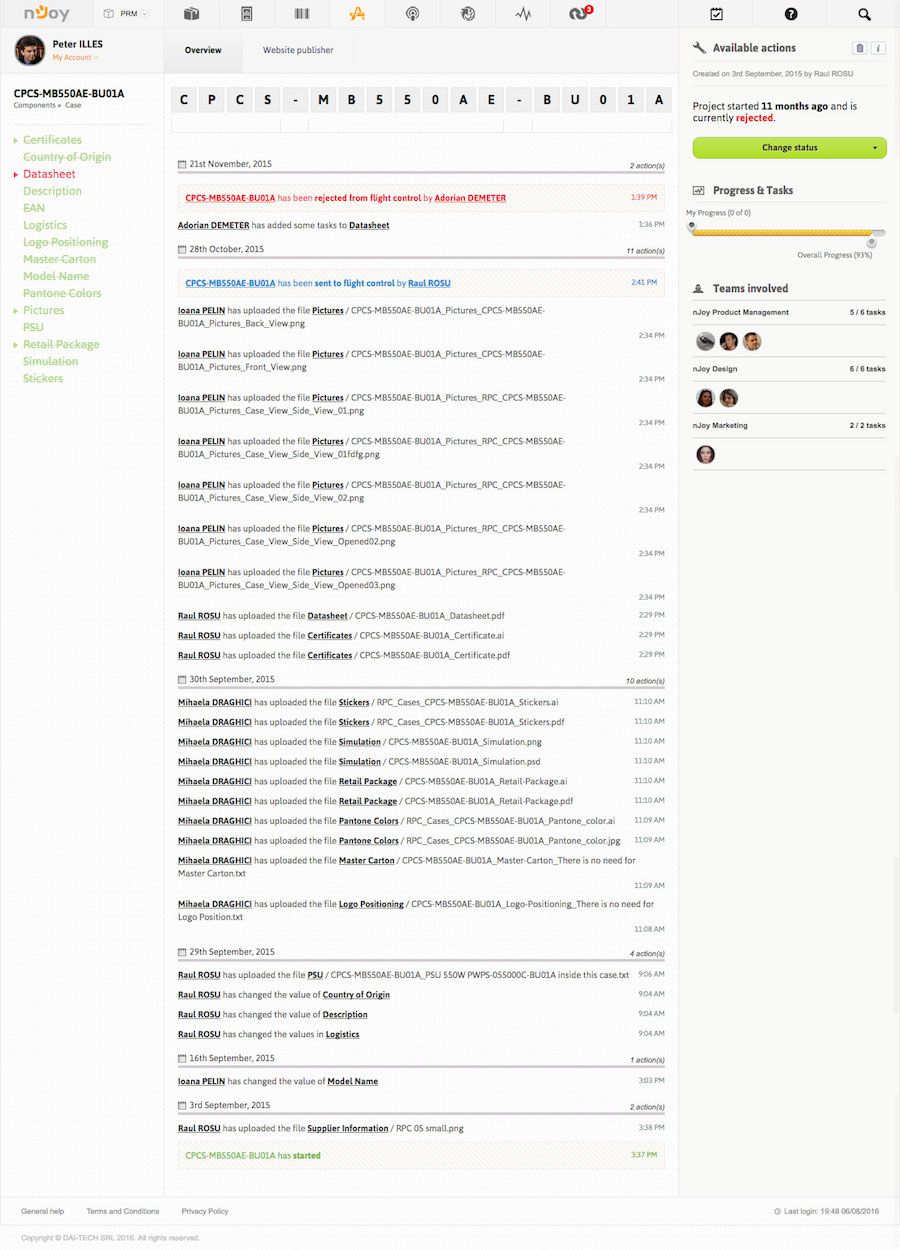 nJoy
PRM
3
Peter ILLES
My Account
CPCS-MB550AE-BU01A
Components » Case
Certificates
Country of Origin
Datasheet
Description
EAN
Logistics
Logo Positioning
Master Carton
Model Name
Pantone Colors
Pictures
PSU
Retail Package
Simulation
Stickers
Overview
Website publisher
C P C S - M B 5 5 0 A E - B U 0 1 A
21st November, 2015 2 action(s)
CPCS-MB550AE-BU01A has been rejected from flight control by Adorian DEMETER 1:39 PM
Adorian DEMETER has added some tasks to Datasheet 1:36 PM
28th October, 2015 11 action(s)
CPCS-MB550AE-BU01A has been sent to flight control by Raul ROSU 2:41 PM
Ioana PELIN has uploaded the file Pictures / CPCS-MB550AE-BU01A_Pictures_CPCS-MB550AE-
BU01A_Pictures_Back_View.png
2:34 PM
Ioana PELIN has uploaded the file Pictures / CPCS-MB550AE-BU01A_Pictures_CPCS-MB550AE-
BU01A_Pictures_Front_View.png
2:34 PM
Ioana PELIN has uploaded the file Pictures / CPCS-MB550AE-BU01A_Pictures_RPC_CPCS-MB550AE-
BU01A_Pictures_Case_View_Side_View_01.png
2:34 PM
Ioana PELIN has uploaded the file Pictures / CPCS-MB550AE-BU01A_Pictures_RPC_CPCS-MB550AE-
BU01A_Pictures_Case_View_Side_View_01fdfg.png
2:34 PM
Ioana PELIN has uploaded the file Pictures / CPCS-MB550AE-BU01A_Pictures_RPC_CPCS-MB550AE-
BU01A_Pictures_Case_View_Side_View_02.png
2:34 PM
Ioana PELIN has uploaded the file Pictures / CPCS-MB550AE-BU01A_Pictures_RPC_CPCS-MB550AE-
BU01A_Pictures_Case_View_Side_View_Opened02.png
2:34 PM
Ioana PELIN has uploaded the file Pictures / CPCS-MB550AE-BU01A_Pictures_RPC_CPCS-MB550AE-
BU01A_Pictures_Case_View_Side_View_Opened03.png
2:34 PM
Raul ROSU has uploaded the file Datasheet / CPCS-MB550AE-BU01A_Datasheet.pdf 2:29 PM
Raul ROSU has uploaded the file Certificates / CPCS-MB550AE-BU01A_Certificate.ai 2:29 PM
Raul ROSU has uploaded the file Certificates / CPCS-MB550AE-BU01A_Certificate.pdf 2:29 PM
30th September, 2015 10 action(s)
Mihaela DRAGHICI has uploaded the file Stickers / RPC_Cases_CPCS-MB550AE-BU01A_Stickers.ai 11:10 AM
Mihaela DRAGHICI has uploaded the file Stickers / RPC_Cases_CPCS-MB550AE-BU01A_Stickers.pdf 11:10 AM
Mihaela DRAGHICI has uploaded the file Simulation / CPCS-MB550AE-BU01A_Simulation.png 11:10 AM
Mihaela DRAGHICI has uploaded the file Simulation / CPCS-MB550AE-BU01A_Simulation.psd 11:10 AM
Mihaela DRAGHICI has uploaded the file Retail Package / CPCS-MB550AE-BU01A_Retail-Package.ai 11:10 AM
Mihaela DRAGHICI has uploaded the file Retail Package / CPCS-MB550AE-BU01A_Retail-Package.pdf 11:10 AM
Mihaela DRAGHICI has uploaded the file Pantone Colors / RPC_Cases_CPCS-MB550AE-BU01A_Pantone_color.ai 11:09 AM
Mihaela DRAGHICI has uploaded the file Pantone Colors / RPC_Cases_CPCS-MB550AE-BU01A_Pantone_color.jpg 11:09 AM
Mihaela DRAGHICI has uploaded the file Master Carton / CPCS-MB550AE-BU01A_Master-Carton_There is no need for
Master Carton.txt
11:09 AM
Mihaela DRAGHICI has uploaded the file Logo Positioning / CPCS-MB550AE-BU01A_Logo-Positioning_There is no need for
Logo Position.txt
11:08 AM
29th September, 2015 4 action(s)
Raul ROSU has uploaded the file PSU / CPCS-MB550AE-BU01A_PSU 550W PWPS-055000C-BU01A inside this case.txt 9:06 AM
Raul ROSU has changed the value of Country of Origin 9:04 AM
Raul ROSU has changed the value of Description 9:04 AM
Raul ROSU has changed the values in Logistics 9:04 AM
16th September, 2015 1 action(s)
Ioana PELIN has changed the value of Model Name 3:03 PM
3rd September, 2015 2 action(s)
Raul ROSU has uploaded the file Supplier Information / RPC 05 small.png 3:38 PM
CPCS-MB550AE-BU01A has started 3:37 PM
Available actions
Created on 3rd September, 2015 by Raul ROSU
Project started 11 months ago and is
currently rejected.
Change status
Progress & Tasks
My Progress (0 of 0)
Overall Progress (93%)
Teams involved
nJoy Product Management 5 / 6 tasks
nJoy Design 6 / 6 tasks
nJoy Marketing 2 / 2 tasks
General help Terms and Conditions Privacy Policy Last login: 19:48 06/08/2016
Copyright © DAI-TECH SRL 2016. All rights reserved.